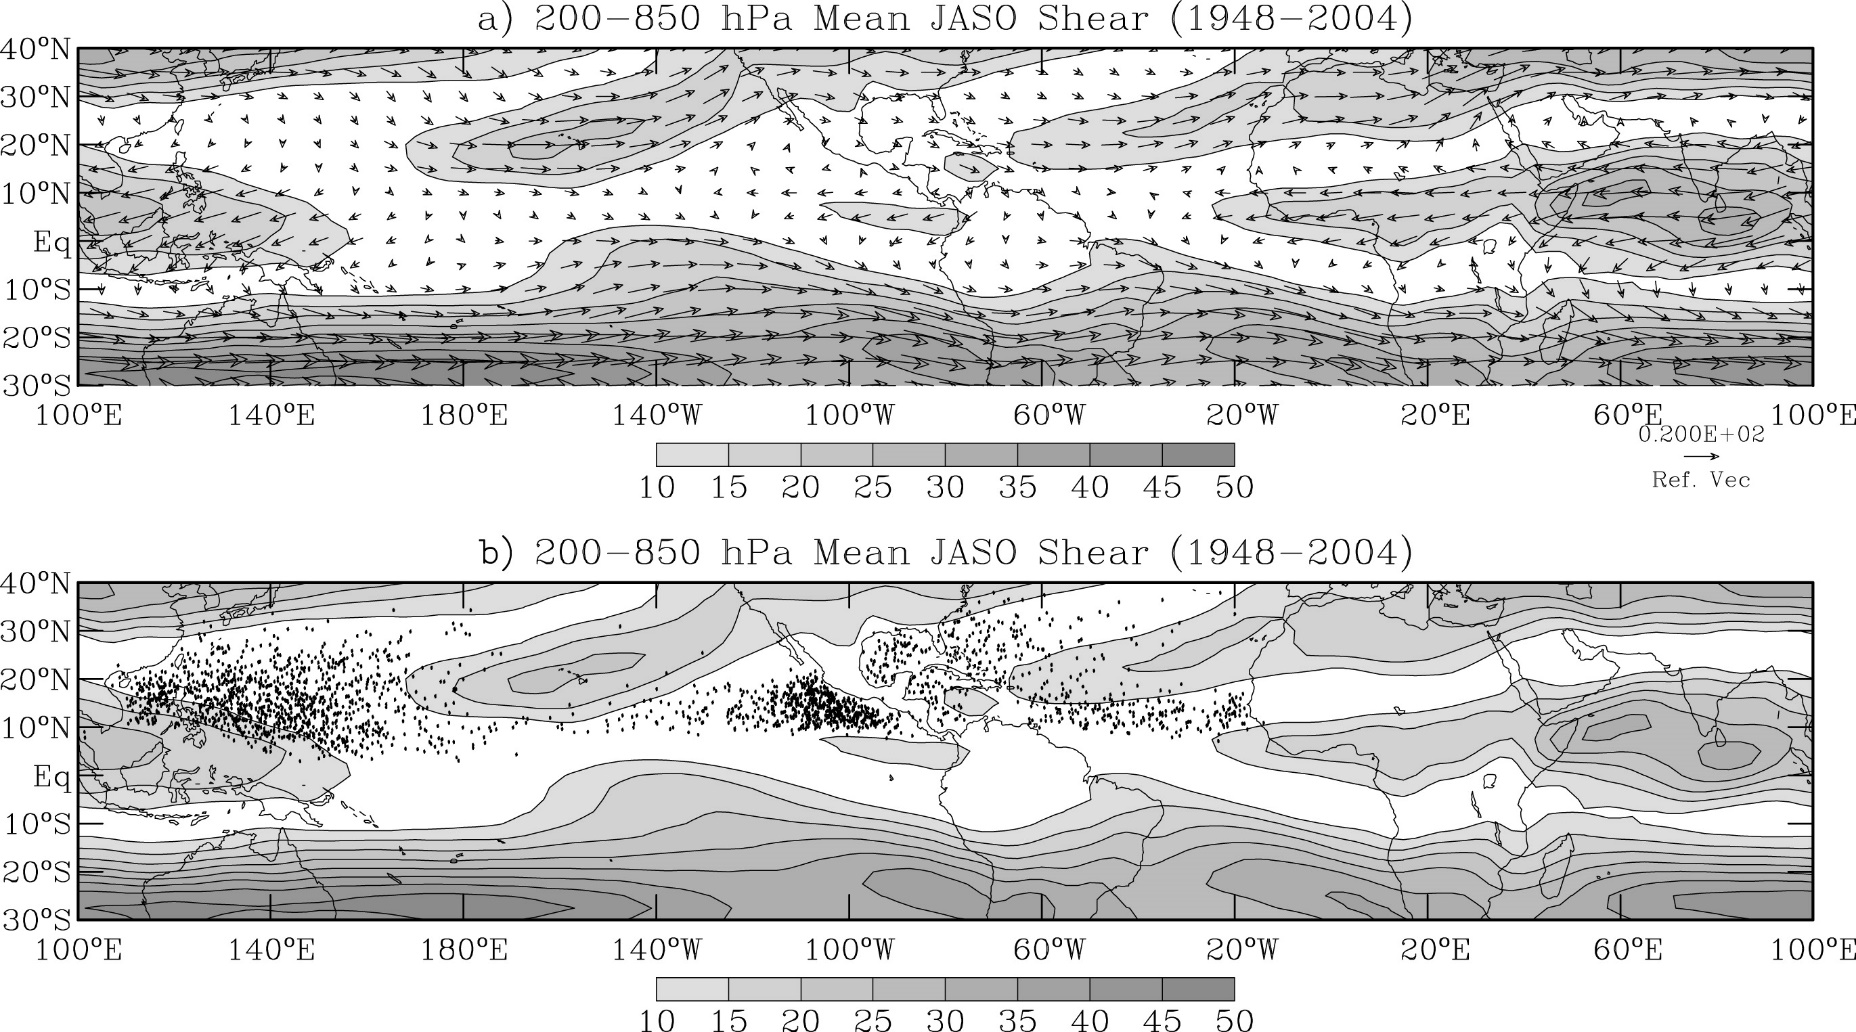 a) 200−850 hPa Mean JASO Shear (1948−2004)
40°N
30°N
20°N
10°N
Eq
10°S
20°S
30°S
100°E 140°E 180°E 140°W 100°W 60°W 20°W 20°E 60°E 100°E
0.200E+02
Ref. Vec
10 15 20 25 30 35 40 45 50
b) 200−850 hPa Mean JASO Shear (1948−2004)
40°N
30°N
20°N
10°N
Eq
10°S
20°S
30°S
100°E 140°E 180°E 140°W 100°W 60°W 20°W 20°E 60°E 100°E
10 15 20 25 30 35 40 45 50